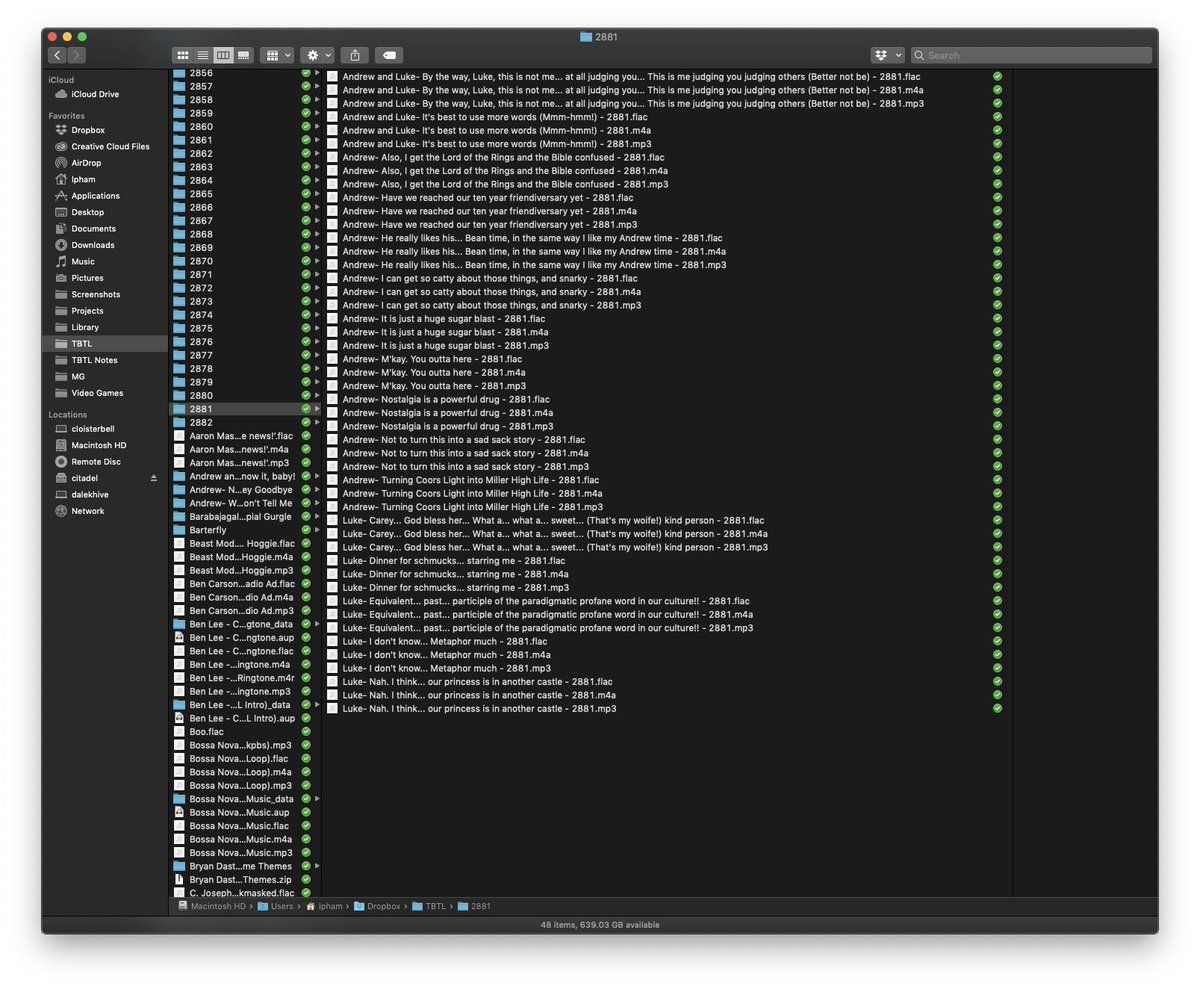 2881
Search
iCloud
iCloud Drive
Favorites
Dropbox
Creative Cloud Files
AirDrop
lpham
Applications
Desktop
Documents
Downloads
Music
Pictures
Screenshots
Projects
Library
TBTL
TBTL Notes
MG
Video Games
Locations
cloisterbell
Macintosh HD
Remote Disc
citadel
dalekhive
Network
2856
2857
2858
2859
2860
2861
2862
2863
2864
2865
2866
2867
2868
2869
2870
2871
2872
2873
2874
2875
2876
2877
2878
2879
2880
2881
2882
Aaron Mas...e news!'.flac
Aaron Mas...news!'.m4a
Aaron Mas...news!'.mp3
Andrew an...now it, baby!
Andrew- N...ey Goodbye
Andrew- W...on't Tell Me
Barabajagal...pial Gurgle
Barterfly
Beast Mod.... Hoggie.flac
Beast Mod...Hoggie.m4a
Beast Mod...Hoggie.mp3
Ben Carson...adio Ad.flac
Ben Carson...dio Ad.m4a
Ben Carson...dio Ad.mp3
Ben Lee - C...gtone_data
Ben Lee - C...ngtone.aup
Ben Lee - C...ngtone.flac
Ben Lee -...ingtone.m4a
Ben Lee -...Ringtone.m4r
Ben Lee -...ingtone.mp3
Ben Lee -...L Intro)_data
Ben Lee - C...L Intro).aup
Boo.flac
Bossa Nova...kpbs).mp3
Bossa Nova...Loop).flac
Bossa Nova...Loop).m4a
Bossa Nova...Loop).mp3
Bossa Nova...Music_data
Bossa Nova...Music.aup
Bossa Nova...Music.flac
Bossa Nova...Music.m4a
Bossa Nova...Music.mp3
Bryan Dast...me Themes
Bryan Dast...Themes.zip
C. Joseph...kmasked.flac
Andrew and Luke- By the way, Luke, this is not me... at all judging you... This is me judging you judging others (Better not be) - 2881.flac
Andrew and Luke- By the way, Luke, this is not me... at all judging you... This is me judging you judging others (Better not be) - 2881.m4a
Andrew and Luke- By the way, Luke, this is not me... at all judging you... This is me judging you judging others (Better not be) - 2881.mp3
Andrew and Luke- It's best to use more words (Mmm-hmm!) - 2881.flac
Andrew and Luke- It's best to use more words (Mmm-hmm!) - 2881.m4a
Andrew and Luke- It's best to use more words (Mmm-hmm!) - 2881.mp3
Andrew- Also, I get the Lord of the Rings and the Bible confused - 2881.flac
Andrew- Also, I get the Lord of the Rings and the Bible confused - 2881.m4a
Andrew- Also, I get the Lord of the Rings and the Bible confused - 2881.mp3
Andrew- Have we reached our ten year friendiversary yet - 2881.flac
Andrew- Have we reached our ten year friendiversary yet - 2881.m4a
Andrew- Have we reached our ten year friendiversary yet - 2881.mp3
Andrew- He really likes his... Bean time, in the same way I like my Andrew time - 2881.flac
Andrew- He really likes his... Bean time, in the same way I like my Andrew time - 2881.m4a
Andrew- He really likes his... Bean time, in the same way I like my Andrew time - 2881.mp3
Andrew- I can get so catty about those things, and snarky - 2881.flac
Andrew- I can get so catty about those things, and snarky - 2881.m4a
Andrew- I can get so catty about those things, and snarky - 2881.mp3
Andrew- It is just a huge sugar blast - 2881.flac
Andrew- It is just a huge sugar blast - 2881.m4a
Andrew- It is just a huge sugar blast - 2881.mp3
Andrew- M'kay. You outta here - 2881.flac
Andrew- M'kay. You outta here - 2881.m4a
Andrew- M'kay. You outta here - 2881.mp3
Andrew- Nostalgia is a powerful drug - 2881.flac
Andrew- Nostalgia is a powerful drug - 2881.m4a
Andrew- Nostalgia is a powerful drug - 2881.mp3
Andrew- Not to turn this into a sad sack story - 2881.flac
Andrew- Not to turn this into a sad sack story - 2881.m4a
Andrew- Not to turn this into a sad sack story - 2881.mp3
Andrew- Turning Coors Light into Miller High Life - 2881.flac
Andrew- Turning Coors Light into Miller High Life - 2881.m4a
Andrew- Turning Coors Light into Miller High Life - 2881.mp3
Luke- Carey... God bless her... What a... what a... sweet... (That's my woife!) kind person - 2881.flac
Luke- Carey... God bless her... What a... what a... sweet... (That's my woife!) kind person - 2881.m4a
Luke- Carey... God bless her... What a... what a... sweet... (That's my woife!) kind person - 2881.mp3
Luke- Dinner for schmucks... starring me - 2881.flac
Luke- Dinner for schmucks... starring me - 2881.m4a
Luke- Dinner for schmucks... starring me - 2881.mp3
Luke- Equivalent... past... participle of the paradigmatic profane word in our culture!! - 2881.flac
Luke- Equivalent... past... participle of the paradigmatic profane word in our culture!! - 2881.m4a
Luke- Equivalent... past... participle of the paradigmatic profane word in our culture!! - 2881.mp3
Luke- I don't know... Metaphor much - 2881.flac
Luke- I don't know... Metaphor much - 2881.m4a
Luke- I don't know... Metaphor much - 2881.mp3
Luke- Nah. I think... our princess is in another castle - 2881.flac
Luke- Nah. I think... our princess is in another castle - 2881.m4a
Luke- Nah. I think... our princess is in another castle - 2881.mp3
Macintosh HD › Users › lpham › Dropbox › TBTL › 2881
48 items, 639.03 GB available